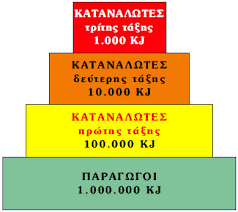 ΚΑΤΑΝΑΛΩΤΕΣ
τρίτης τάξης
1.000 KJ
ΚΑΤΑΝΑΛΩΤΕΣ
δεύτερης τάξης
10.000 KJ
ΚΑΤΑΝΑΛΩΤΕΣ
πρώτης τάξης
100.000 KJ
ΠΑΡΑΓΩΓΟΙ
1.000.000 KJ